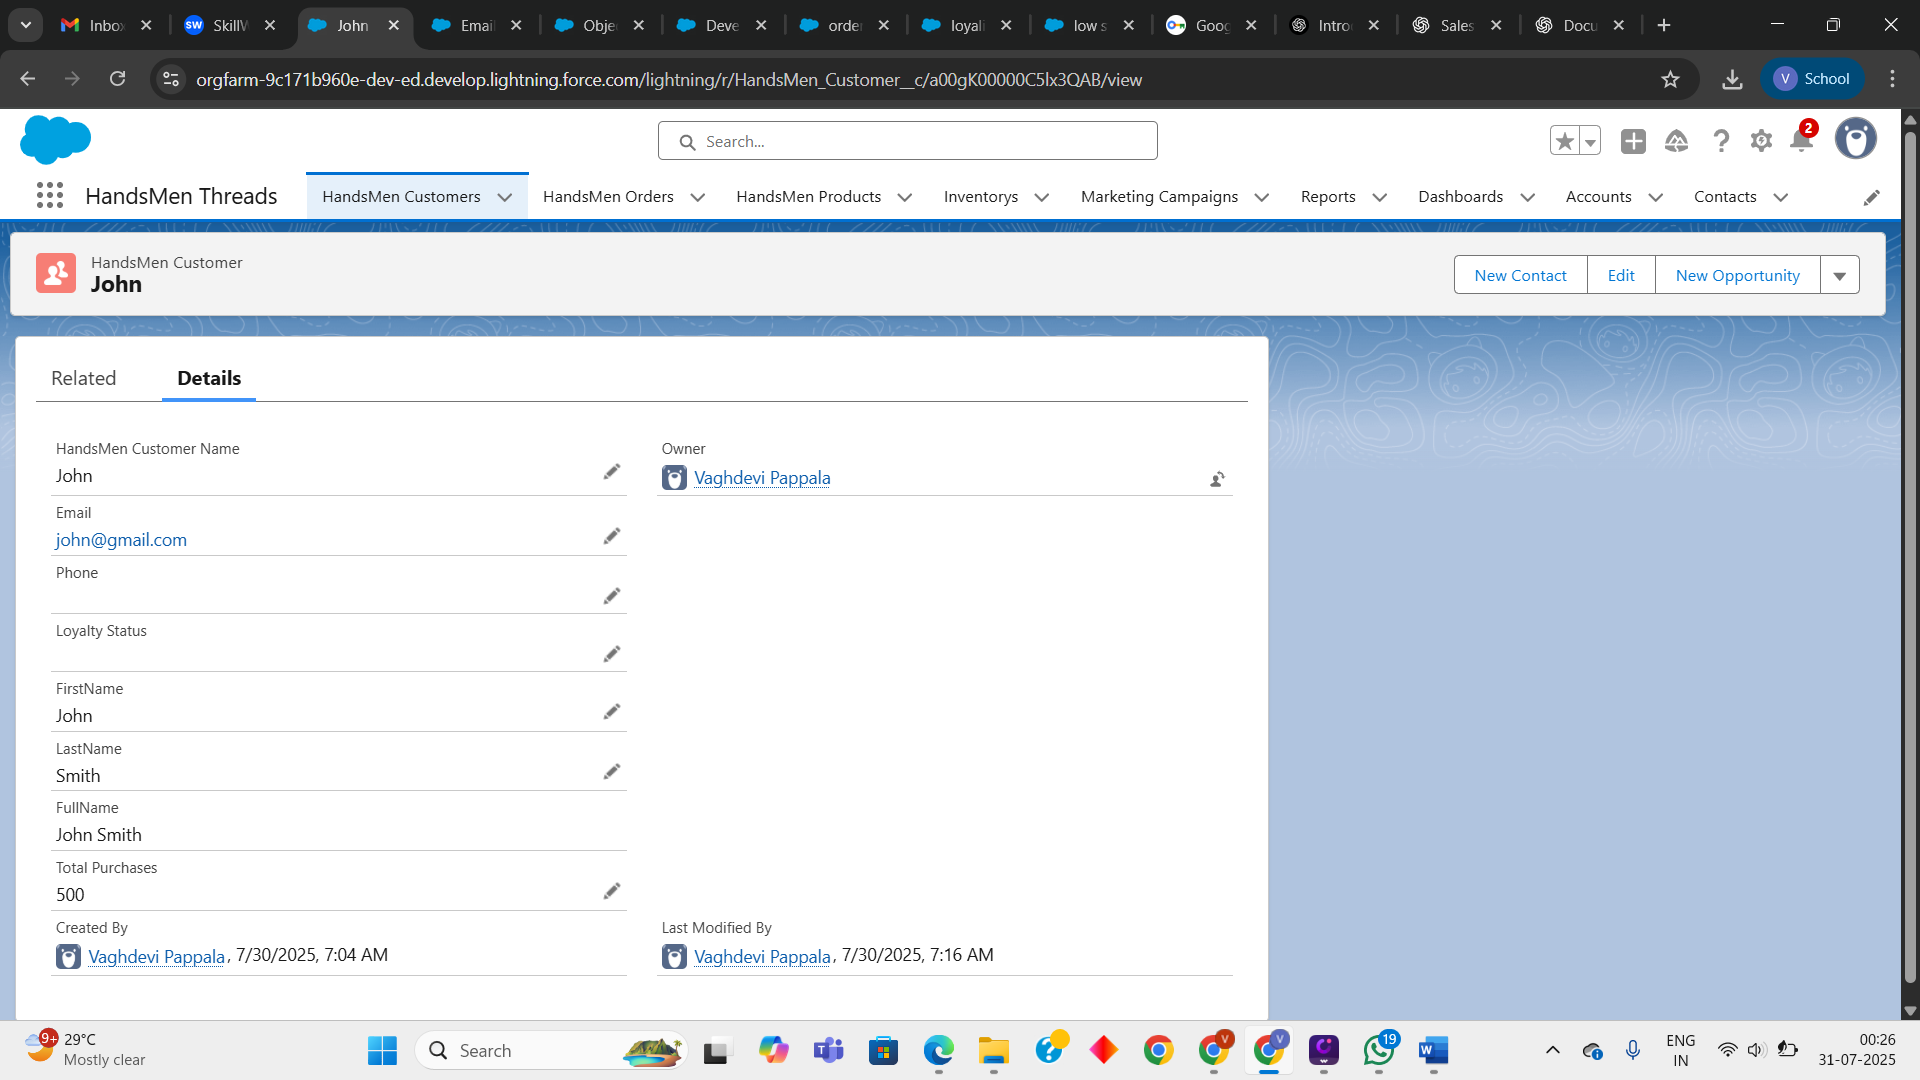 Inbox
SkillW
John
Email
Obje
Deve
order
loyali
low s
Goog
Intro
Sales
Docu
orgfarm-9c171b960e-dev-ed.develop.lightning.force.com/lightning/r/HandsMen_Customer__c/a00gK00000C5lx3QAB/view
V School
Search...
2
HandsMen Threads
HandsMen Customers
HandsMen Orders
HandsMen Products
Inventorys
Marketing Campaigns
Reports
Dashboards
Accounts
Contacts
HandsMen Customer
John
New Contact
Edit
New Opportunity
Related
Details
HandsMen Customer Name
John
Owner
Vaghdevi Pappala
Email
john@gmail.com
Phone
Loyalty Status
FirstName
John
LastName
Smith
FullName
John Smith
Total Purchases
500
Created By
Vaghdevi Pappala, 7/30/2025, 7:04 AM
Last Modified By
Vaghdevi Pappala, 7/30/2025, 7:16 AM
9+
29°C
Mostly clear
Search
V
V
19
ENG
IN
00:26
31-07-2025